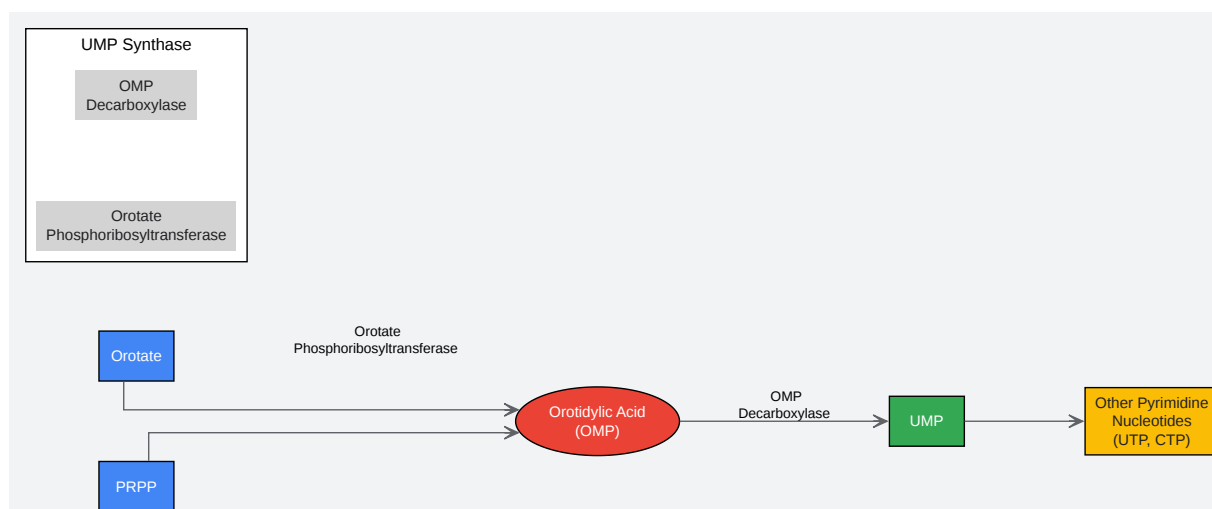 UMP Synthase
OMP
Decarboxylase
Orotate
Phosphoribosyltransferase
Orotate
Phosphoribosyltransferase
Orotate
Orotidylic Acid
(OMP)
OMP
Decarboxylase
UMP
Other Pyrimidine
Nucleotides
(UTP, CTP)
PRPP